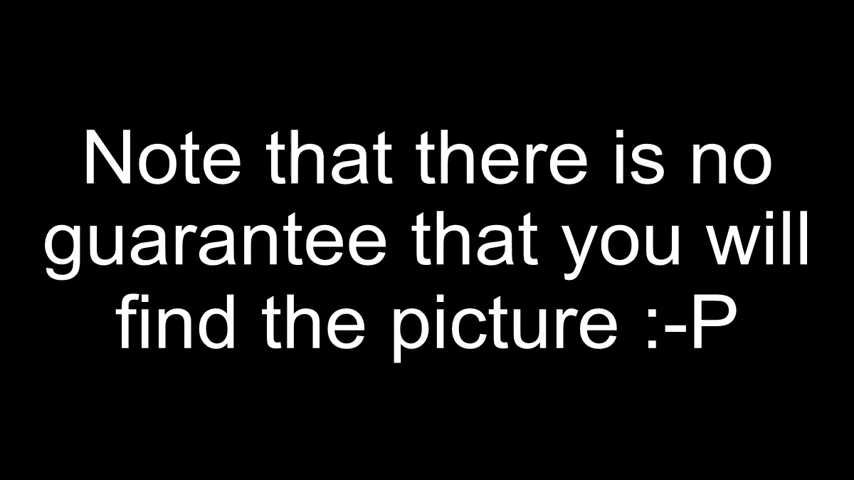 Note that there is no
guarantee that you will
find the picture :-P